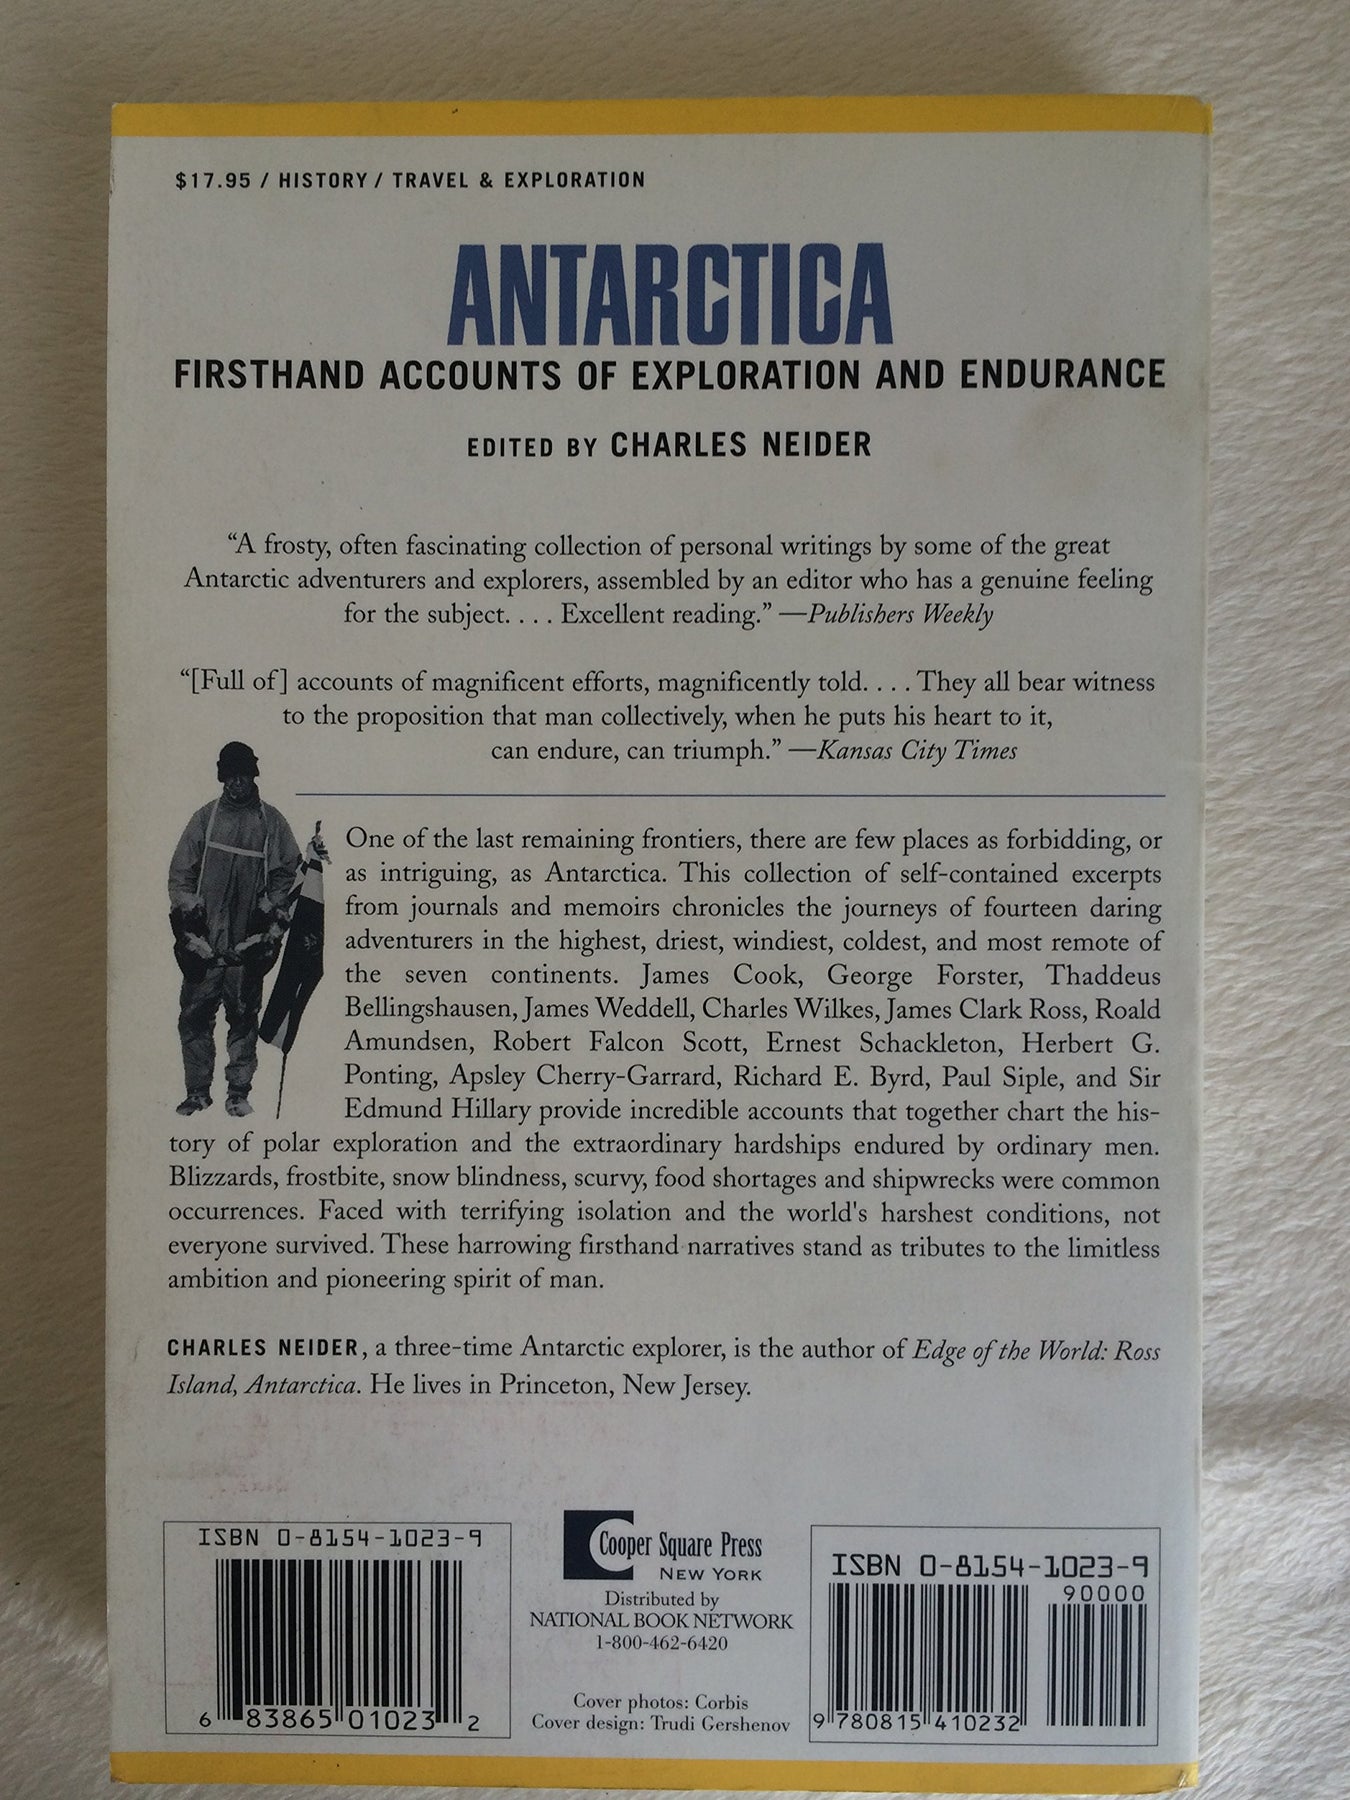 $17.95 / HISTORY / TRAVEL & EXPLORATION
ANTARCTICA
FIRSTHAND ACCOUNTS OF EXPLORATION AND ENDURANCE
EDITED BY CHARLES NEIDER
“A frosty, often fascinating collection of personal writings by some of the great
Antarctic adventurers and explorers, assembled by an editor who has a genuine feeling
for the subject. . . . Excellent reading.” —Publishers Weekly
“[Full of] accounts of magnificent efforts, magnificently told. . . . They all bear witness
to the proposition that man collectively, when he puts his heart to it,
can endure, can triumph.” —Kansas City Times
One of the last remaining frontiers, there are few places as forbidding, or
as intriguing, as Antarctica. This collection of self-contained excerpts
from journals and memoirs chronicles the journeys of fourteen daring
adventurers in the highest, driest, windiest, coldest, and most remote of
the seven continents. James Cook, George Forster, Thaddeus
Bellingshausen, James Weddell, Charles Wilkes, James Clark Ross, Roald
Amundsen, Robert Falcon Scott, Ernest Schackleton, Herbert G.
Ponting, Apsley Cherry-Garrard, Richard E. Byrd, Paul Siple, and Sir
Edmund Hillary provide incredible accounts that together chart the his-
tory of polar exploration and the extraordinary hardships endured by ordinary men.
Blizzards, frostbite, snow blindness, scurvy, food shortages and shipwrecks were common
occurrences. Faced with terrifying isolation and the world's harshest conditions, not
everyone survived. These harrowing firsthand narratives stand as tributes to the limitless
ambition and pioneering spirit of man.
CHARLES NEIDER, a three-time Antarctic explorer, is the author of Edge of the World: Ross
Island, Antarctica. He lives in Princeton, New Jersey.
ISBN 0-8154-1023-9
6 83865 01023 2
Cooper Square Press
NEW YORK
Distributed by
NATIONAL BOOK NETWORK
1-800-462-6420
Cover photos: Corbis
Cover design: Trudi Gershenov
ISBN 0-8154-1023-9
90000
9 780815 410232